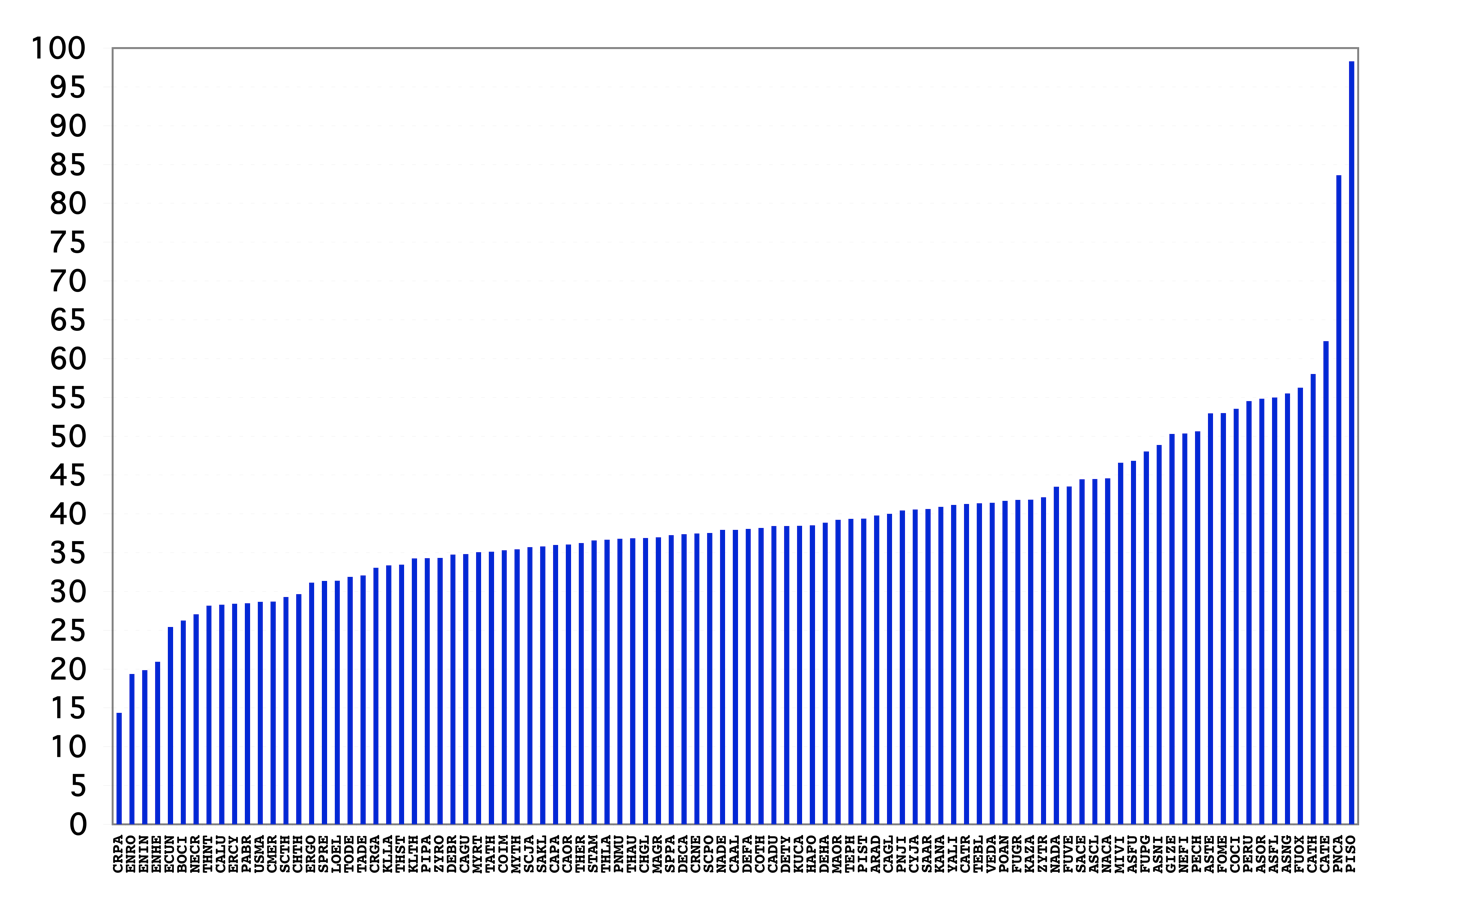 100
95
90
85
80
75
70
65
60
55
50
45
40
35
30
25
20
15
10
5
0
CRPA
ENRO
ENIN
ENHE
ECUN
BOCI
NECR
THNT
CALU
ERCY
PABR
USMA
CMER
SCTH
CHTH
ERGO
SPRE
LOEL
TODE
TADE
CRGA
KLLA
THST
KLTH
PIPA
ZYRO
DEBR
CAGU
MYRT
TATH
COIM
MYTH
SCJA
SAKL
CAPA
CAOR
THER
STAM
THLA
PNMU
THAU
CHGL
MAGR
SPPA
DECA
CRNE
SCPO
NADE
CAAL
DEFA
COTH
CADU
DETY
KUCA
HAPO
DEHA
MAOR
TEPH
PIST
ARAD
CAGL
PNJI
CYJA
SAAR
KANA
YALI
CATR
TEBL
VEDA
POAN
FUGR
KAZA
ZYTR
NADA
FUVE
SACE
ASCL
NACA
MIVI
ASFU
FUPG
ASNI
GIZE
NEFI
PECH
ASTE
FOME
COCI
PERU
ASOR
ASFL
ASNG
FUOX
CATH
CATE
PNCA
PISO